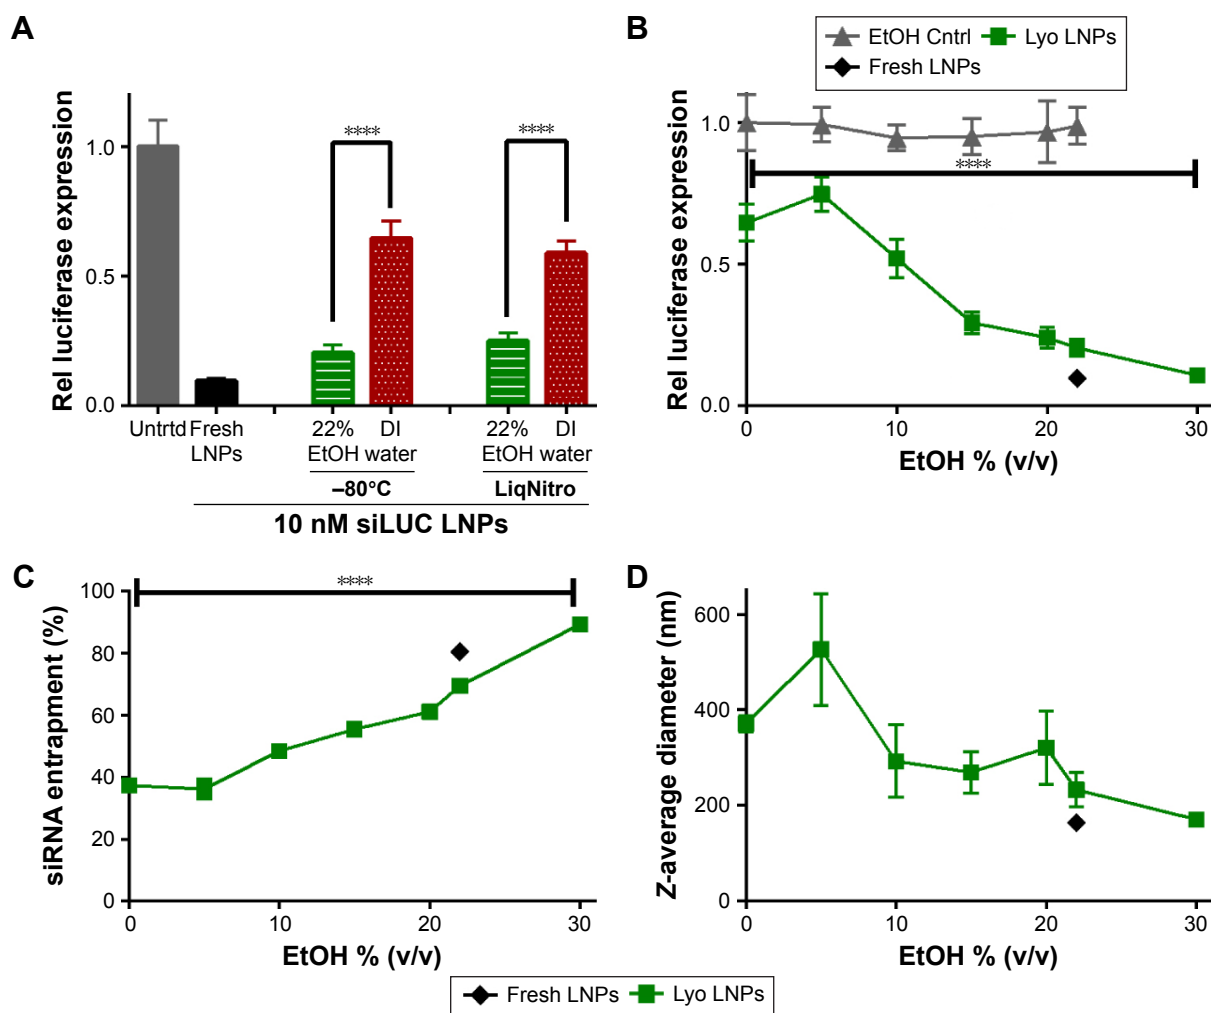 A
Rel luciferase expression
1.0
0.5
0.0
****
****
Untrtd Fresh LNPs
22% EtOH DI water
22% EtOH DI water
–80°C LiqNitro
10 nM siLUC LNPs
B
EtOH Cntrl Lyo LNPs
Fresh LNPs
Rel luciferase expression
1.0
0.5
0.0
****
0 10 20 30
EtOH % (v/v)
C
siRNA entrapment (%)
100
80
60
40
20
0
****
0 10 20 30
EtOH % (v/v)
D
Z-average diameter (nm)
600
400
200
0
0 10 20 30
EtOH % (v/v)
Fresh LNPs Lyo LNPs